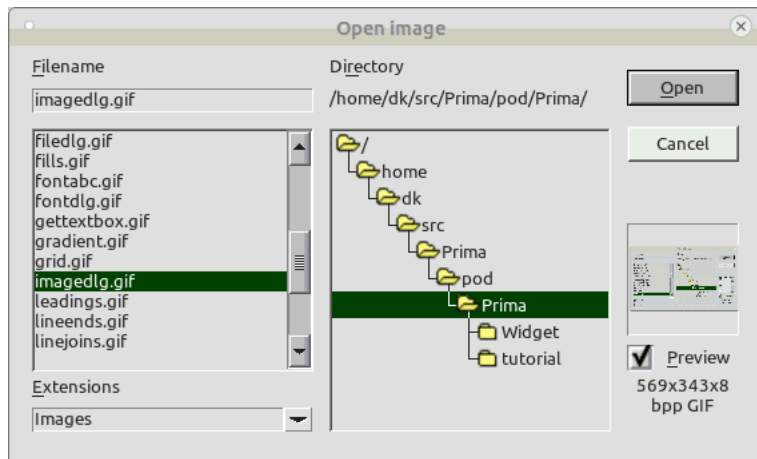 Open image
Filename
imagedlg.gif
filedlg.gif
fills.gif
fontabc.gif
fontdlg.gif
gettextbox.gif
gradient.gif
grid.gif
imagedlg.gif
leadings.gif
lineends.gif
linejoins.gif
Extensions
Images
Directory
/home/dk/src/Prima/pod/Prima/
/
home
dk
src
Prima
pod
Prima
Widget
tutorial
Open
Cancel
Preview
569x343x8
bpp GIF